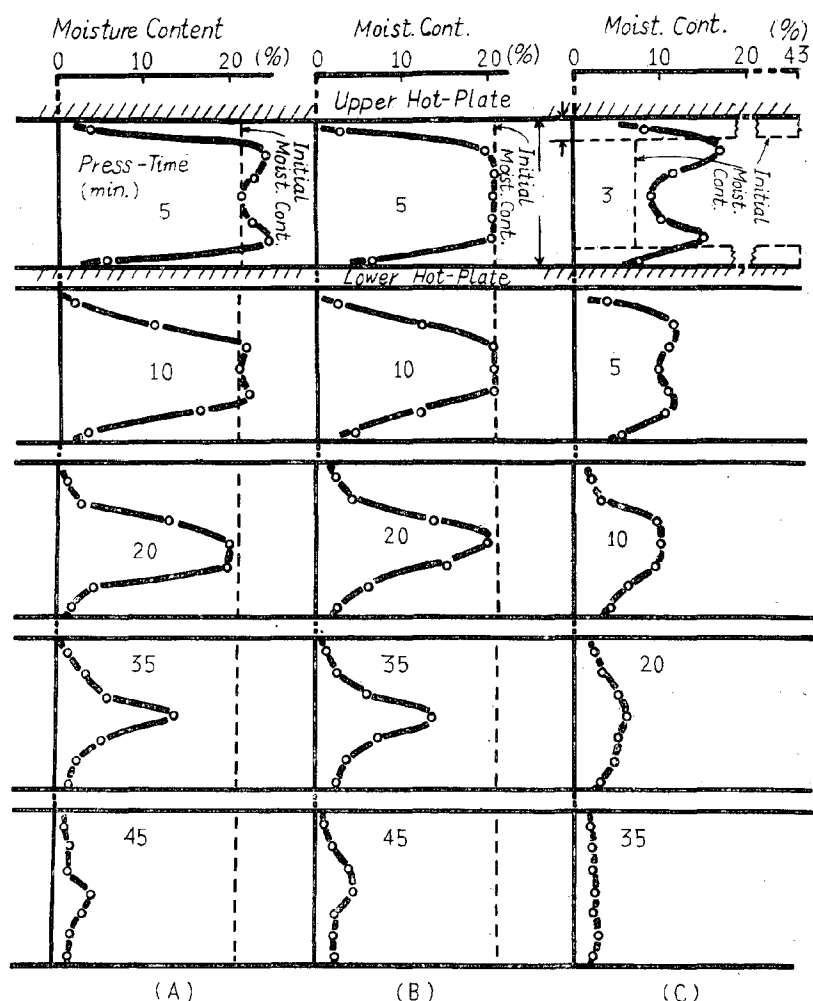 Moisture Content Moist. Cont. Moist. Cont. (%)
0 10 20 (%) 0 10 20 (%) 0 10 20 43
Upper Hot-Plate
Press-Time
(min.)
Initial
Moist. Cont
Initial
Moist. Cont.
Initial
Moist.
Cont.
Initial
5 5 3
Lower Hot-Plate
10 10 5
20 20 10
35 35 20
45 45 35
(A) (B) (C)